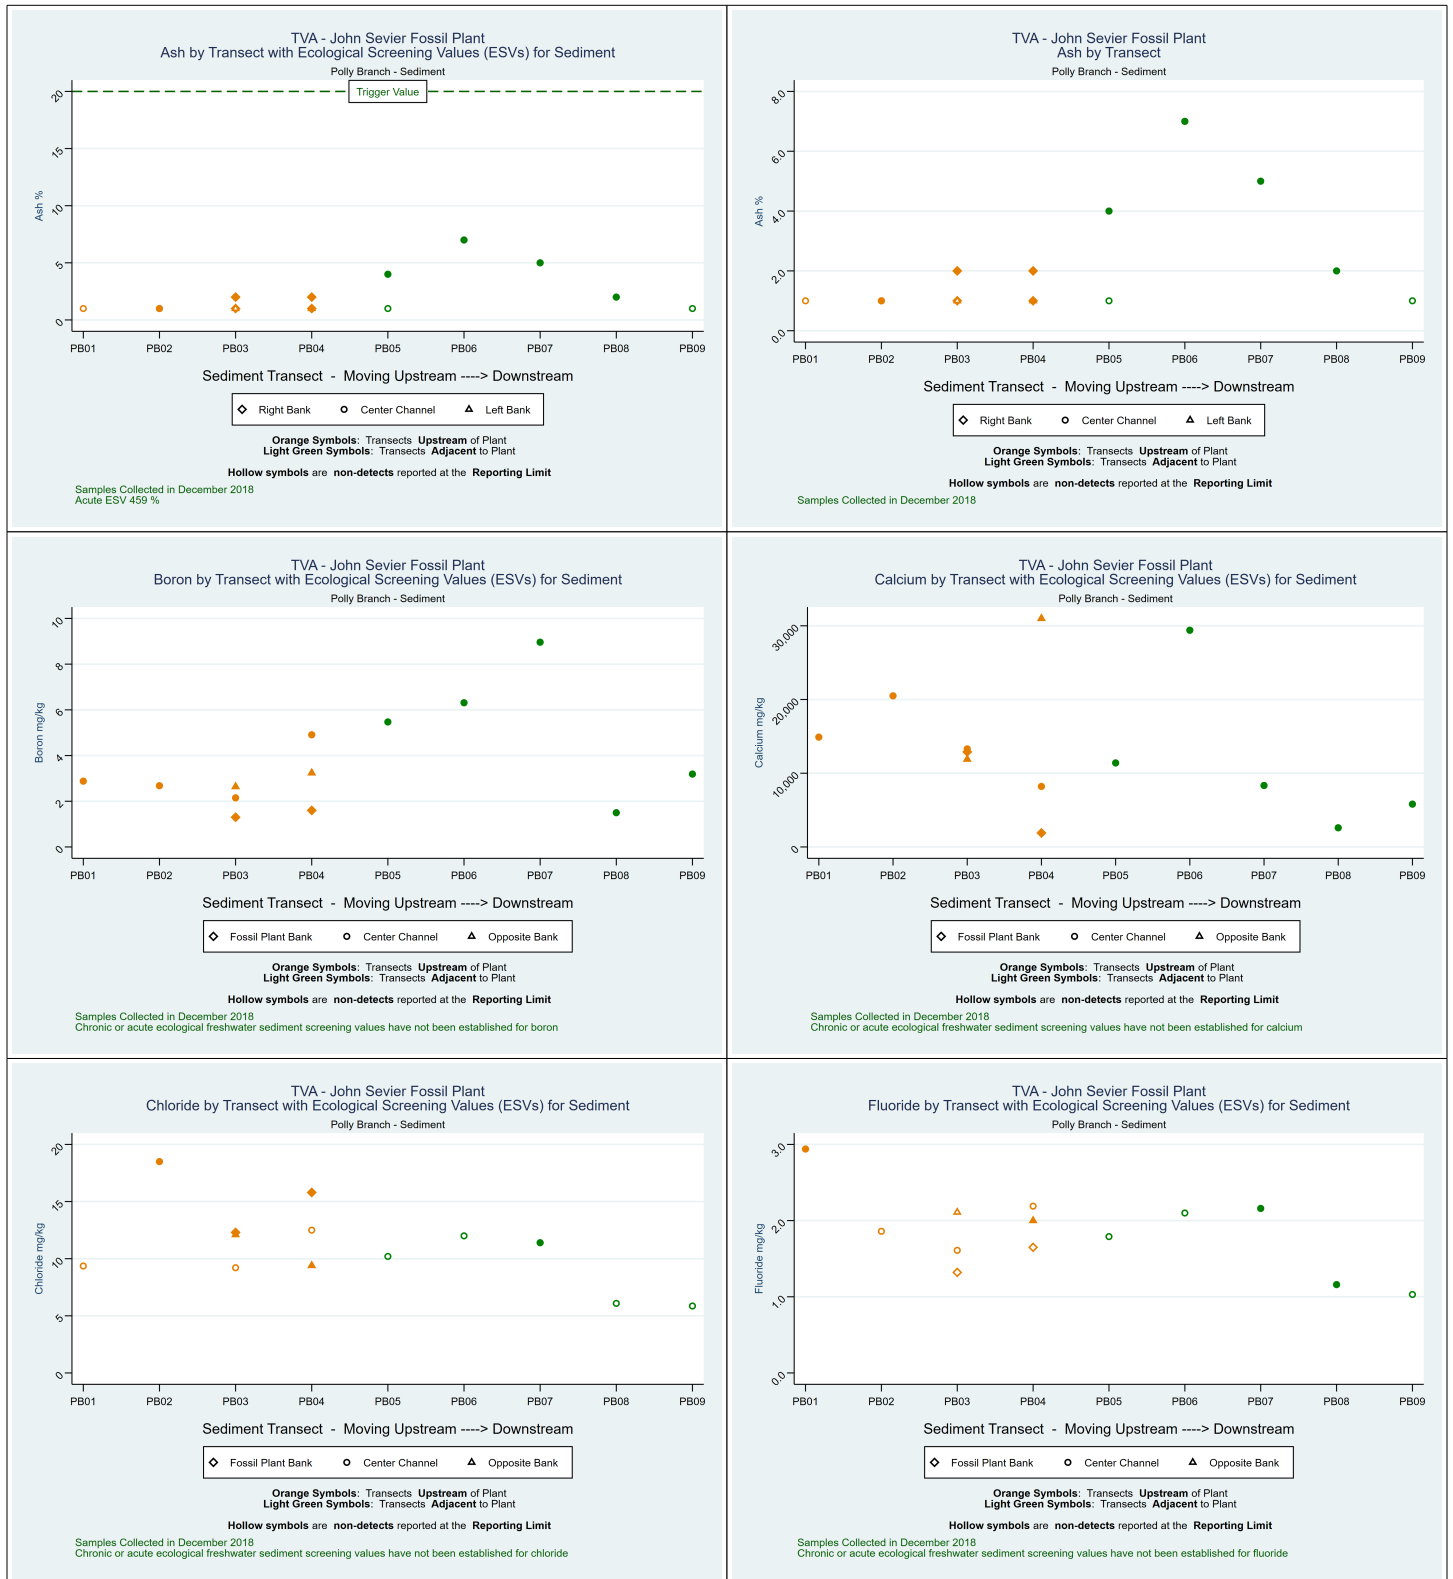 TVA - John Sevier Fossil Plant
Ash by Transect with Ecological Screening Values (ESVs) for Sediment
Polly Branch - Sediment
Trigger Value
20
15
10
5
0
Ash %
PB01 PB02 PB03 PB04 PB05 PB06 PB07 PB08 PB09
Sediment Transect - Moving Upstream ----> Downstream
Right Bank Center Channel Left Bank
Orange Symbols: Transects Upstream of Plant
Light Green Symbols: Transects Adjacent to Plant
Hollow symbols are non-detects reported at the Reporting Limit
Samples Collected in December 2018
Acute ESV 459 %
TVA - John Sevier Fossil Plant
Ash by Transect
Polly Branch - Sediment
8.0
6.0
4.0
2.0
0.0
Ash %
PB01 PB02 PB03 PB04 PB05 PB06 PB07 PB08 PB09
Sediment Transect - Moving Upstream ----> Downstream
Right Bank Center Channel Left Bank
Orange Symbols: Transects Upstream of Plant
Light Green Symbols: Transects Adjacent to Plant
Hollow symbols are non-detects reported at the Reporting Limit
Samples Collected in December 2018
TVA - John Sevier Fossil Plant
Boron by Transect with Ecological Screening Values (ESVs) for Sediment
Polly Branch - Sediment
10
8
6
4
2
0
Boron mg/kg
PB01 PB02 PB03 PB04 PB05 PB06 PB07 PB08 PB09
Sediment Transect - Moving Upstream ----> Downstream
Fossil Plant Bank Center Channel Opposite Bank
Orange Symbols: Transects Upstream of Plant
Light Green Symbols: Transects Adjacent to Plant
Hollow symbols are non-detects reported at the Reporting Limit
Samples Collected in December 2018
Chronic or acute ecological freshwater sediment screening values have not been established for boron
TVA - John Sevier Fossil Plant
Calcium by Transect with Ecological Screening Values (ESVs) for Sediment
Polly Branch - Sediment
30,000
20,000
10,000
0
Calcium mg/kg
PB01 PB02 PB03 PB04 PB05 PB06 PB07 PB08 PB09
Sediment Transect - Moving Upstream ----> Downstream
Fossil Plant Bank Center Channel Opposite Bank
Orange Symbols: Transects Upstream of Plant
Light Green Symbols: Transects Adjacent to Plant
Hollow symbols are non-detects reported at the Reporting Limit
Samples Collected in December 2018
Chronic or acute ecological freshwater sediment screening values have not been established for calcium
TVA - John Sevier Fossil Plant
Chloride by Transect with Ecological Screening Values (ESVs) for Sediment
Polly Branch - Sediment
20
15
10
5
0
Chloride mg/kg
PB01 PB02 PB03 PB04 PB05 PB06 PB07 PB08 PB09
Sediment Transect - Moving Upstream ----> Downstream
Fossil Plant Bank Center Channel Opposite Bank
Orange Symbols: Transects Upstream of Plant
Light Green Symbols: Transects Adjacent to Plant
Hollow symbols are non-detects reported at the Reporting Limit
Samples Collected in December 2018
Chronic or acute ecological freshwater sediment screening values have not been established for chloride
TVA - John Sevier Fossil Plant
Fluoride by Transect with Ecological Screening Values (ESVs) for Sediment
Polly Branch - Sediment
3.0
2.0
1.0
0.0
Fluoride mg/kg
PB01 PB02 PB03 PB04 PB05 PB06 PB07 PB08 PB09
Sediment Transect - Moving Upstream ----> Downstream
Fossil Plant Bank Center Channel Opposite Bank
Orange Symbols: Transects Upstream of Plant
Light Green Symbols: Transects Adjacent to Plant
Hollow symbols are non-detects reported at the Reporting Limit
Samples Collected in December 2018
Chronic or acute ecological freshwater sediment screening values have not been established for fluoride